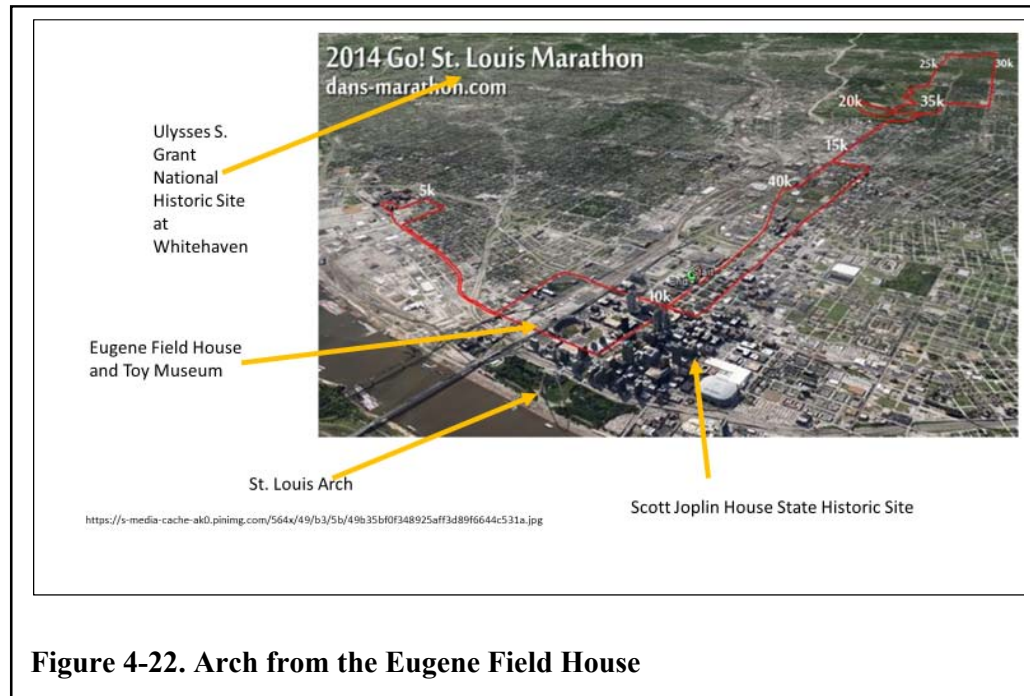 2014 Go! St. Louis Marathon
dans-marathon.com
25k
30k
20k
35k
15k
40k
5k
10k
Ulysses S.
Grant
National
Historic Site
at
Whitehaven
Eugene Field House
and Toy Museum
St. Louis Arch
Scott Joplin House State Historic Site
https://s-media-cache-ak0.pinimg.com/564x/49/b3/5b/49b35bf0f348925aff3d89f6644c531a.jpg
Figure 4-22. Arch from the Eugene Field House